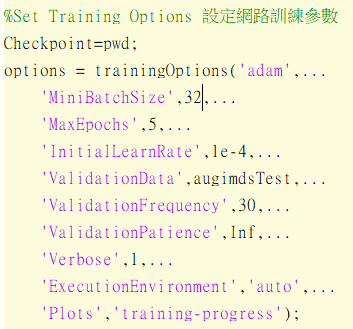 %Set Training Options 設定網路訓練參數
Checkpoint=pwd;
options = trainingOptions('adam',...
'MiniBatchSize',32,...
'MaxEpochs',5,...
'InitialLearnRate',1e-4,...
'ValidationData',augimdsTest,...
'ValidationFrequency',30,...
'ValidationPatience',Inf,...
'Verbose',1,...
'ExecutionEnvironment','auto',...
'Plots','training-progress');